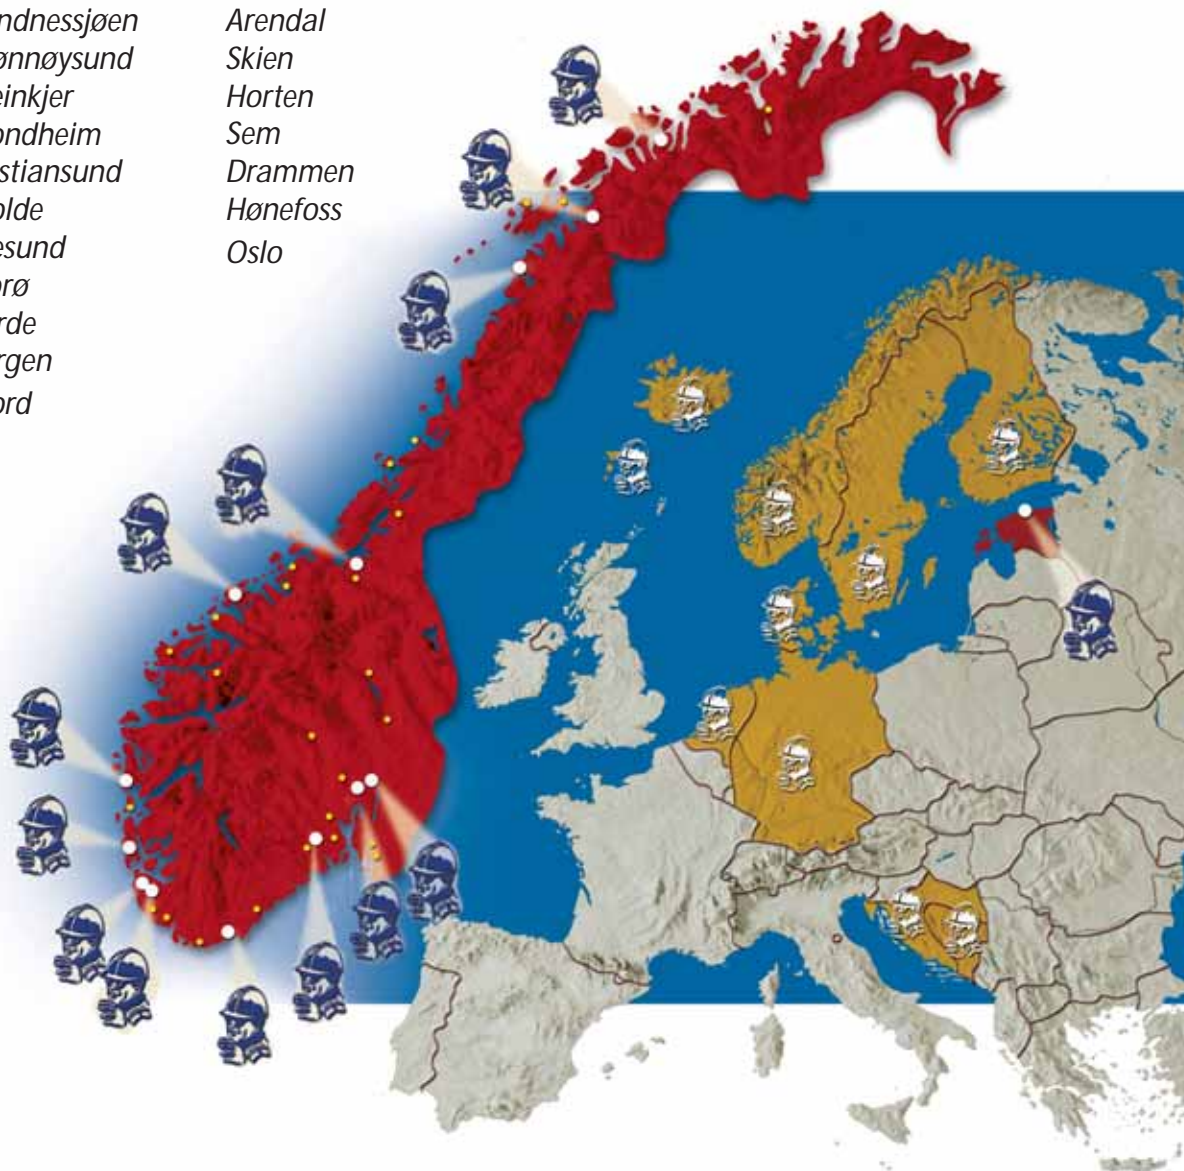 ndnessjøen
ønnøysund
einkjer
ondheim
stiansund
olde
esund
orø
rde
rgen
ord
Arendal
Skien
Horten
Sem
Drammen
Hønefoss
Oslo